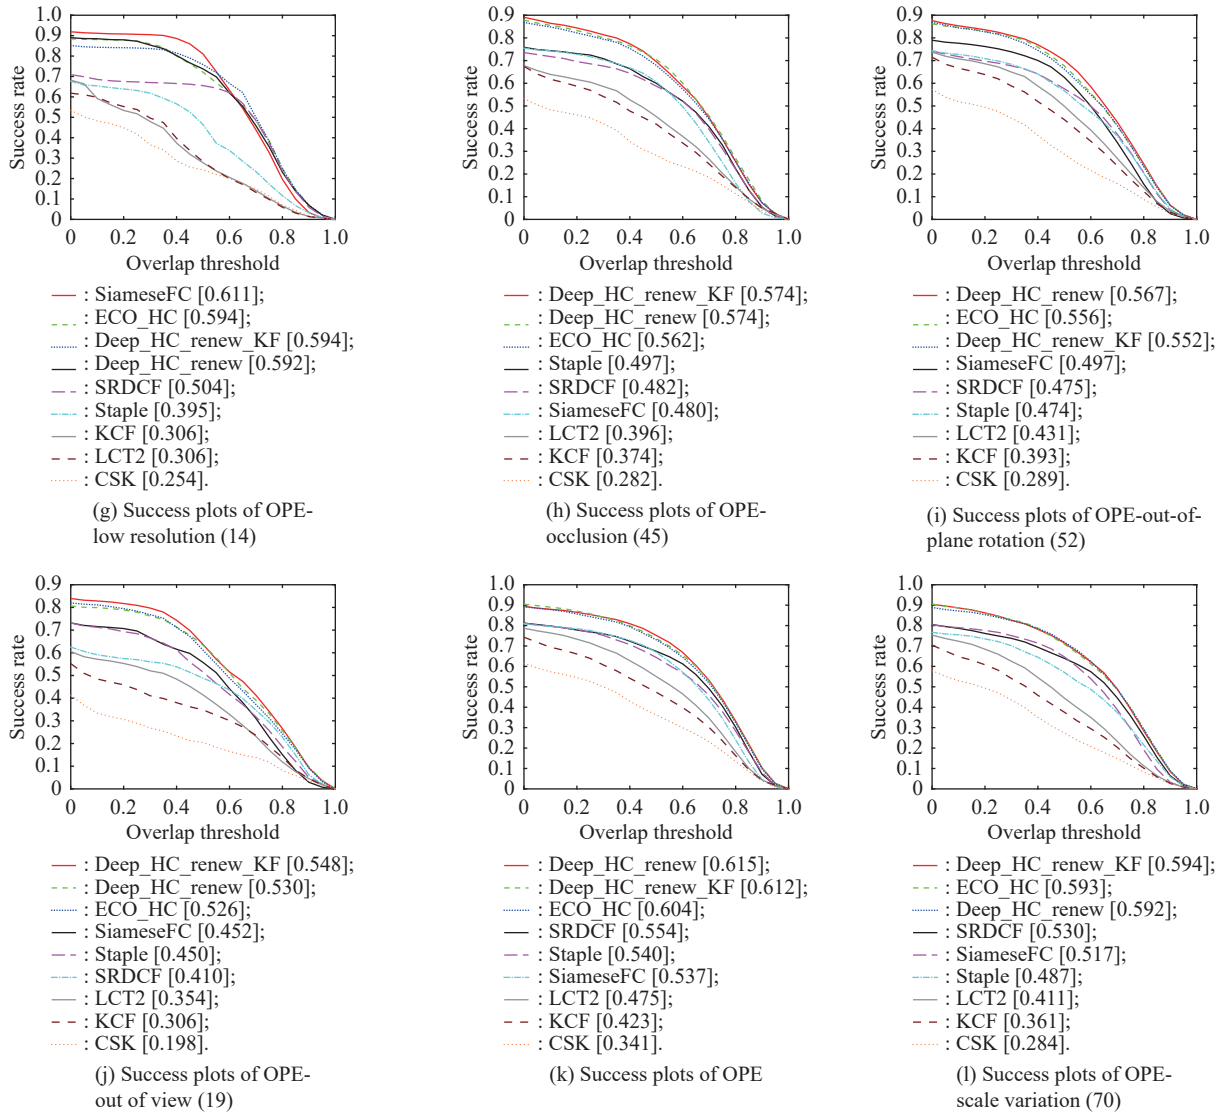 1.0
0.9
0.8
0.7
0.6
0.5
0.4
0.3
0.2
0.1
0
Success rate
0 0.2 0.4 0.6 0.8 1.0
Overlap threshold
: SiameseFC [0.611];
: ECO_HC [0.594];
: Deep_HC_renew_KF [0.594];
: Deep_HC_renew [0.592];
: SRDCF [0.504];
: Staple [0.395];
: KCF [0.306];
: LCT2 [0.306];
: CSK [0.254].
(g) Success plots of OPE-
low resolution (14)
0.9
0.8
0.7
0.6
0.5
0.4
0.3
0.2
0.1
0
Success rate
0 0.2 0.4 0.6 0.8 1.0
Overlap threshold
: Deep_HC_renew_KF [0.574];
: Deep_HC_renew [0.574];
: ECO_HC [0.562];
: Staple [0.497];
: SRDCF [0.482];
: SiameseFC [0.480];
: LCT2 [0.396];
: KCF [0.374];
: CSK [0.282].
(h) Success plots of OPE-
occlusion (45)
0.9
0.8
0.7
0.6
0.5
0.4
0.3
0.2
0.1
0
Success rate
0 0.2 0.4 0.6 0.8 1.0
Overlap threshold
: Deep_HC_renew [0.567];
: ECO_HC [0.556];
: Deep_HC_renew_KF [0.552];
: SiameseFC [0.497];
: SRDCF [0.475];
: Staple [0.474];
: LCT2 [0.431];
: KCF [0.393];
: CSK [0.289].
(i) Success plots of OPE-out-of-
plane rotation (52)
0.9
0.8
0.7
0.6
0.5
0.4
0.3
0.2
0.1
0
Success rate
0 0.2 0.4 0.6 0.8 1.0
Overlap threshold
: Deep_HC_renew_KF [0.548];
: Deep_HC_renew [0.530];
: ECO_HC [0.526];
: SiameseFC [0.452];
: Staple [0.450];
: SRDCF [0.410];
: LCT2 [0.354];
: KCF [0.306];
: CSK [0.198].
(j) Success plots of OPE-
out of view (19)
1.0
0.9
0.8
0.7
0.6
0.5
0.4
0.3
0.2
0.1
0
Success rate
0 0.2 0.4 0.6 0.8 1.0
Overlap threshold
: Deep_HC_renew [0.615];
: Deep_HC_renew_KF [0.612];
: ECO_HC [0.604];
: SRDCF [0.554];
: Staple [0.540];
: SiameseFC [0.537];
: LCT2 [0.475];
: KCF [0.423];
: CSK [0.341].
(k) Success plots of OPE
1.0
0.9
0.8
0.7
0.6
0.5
0.4
0.3
0.2
0.1
0
Success rate
0 0.2 0.4 0.6 0.8 1.0
Overlap threshold
: Deep_HC_renew_KF [0.594];
: ECO_HC [0.593];
: Deep_HC_renew [0.592];
: SRDCF [0.530];
: SiameseFC [0.517];
: Staple [0.487];
: LCT2 [0.411];
: KCF [0.361];
: CSK [0.284].
(l) Success plots of OPE-
scale variation (70)